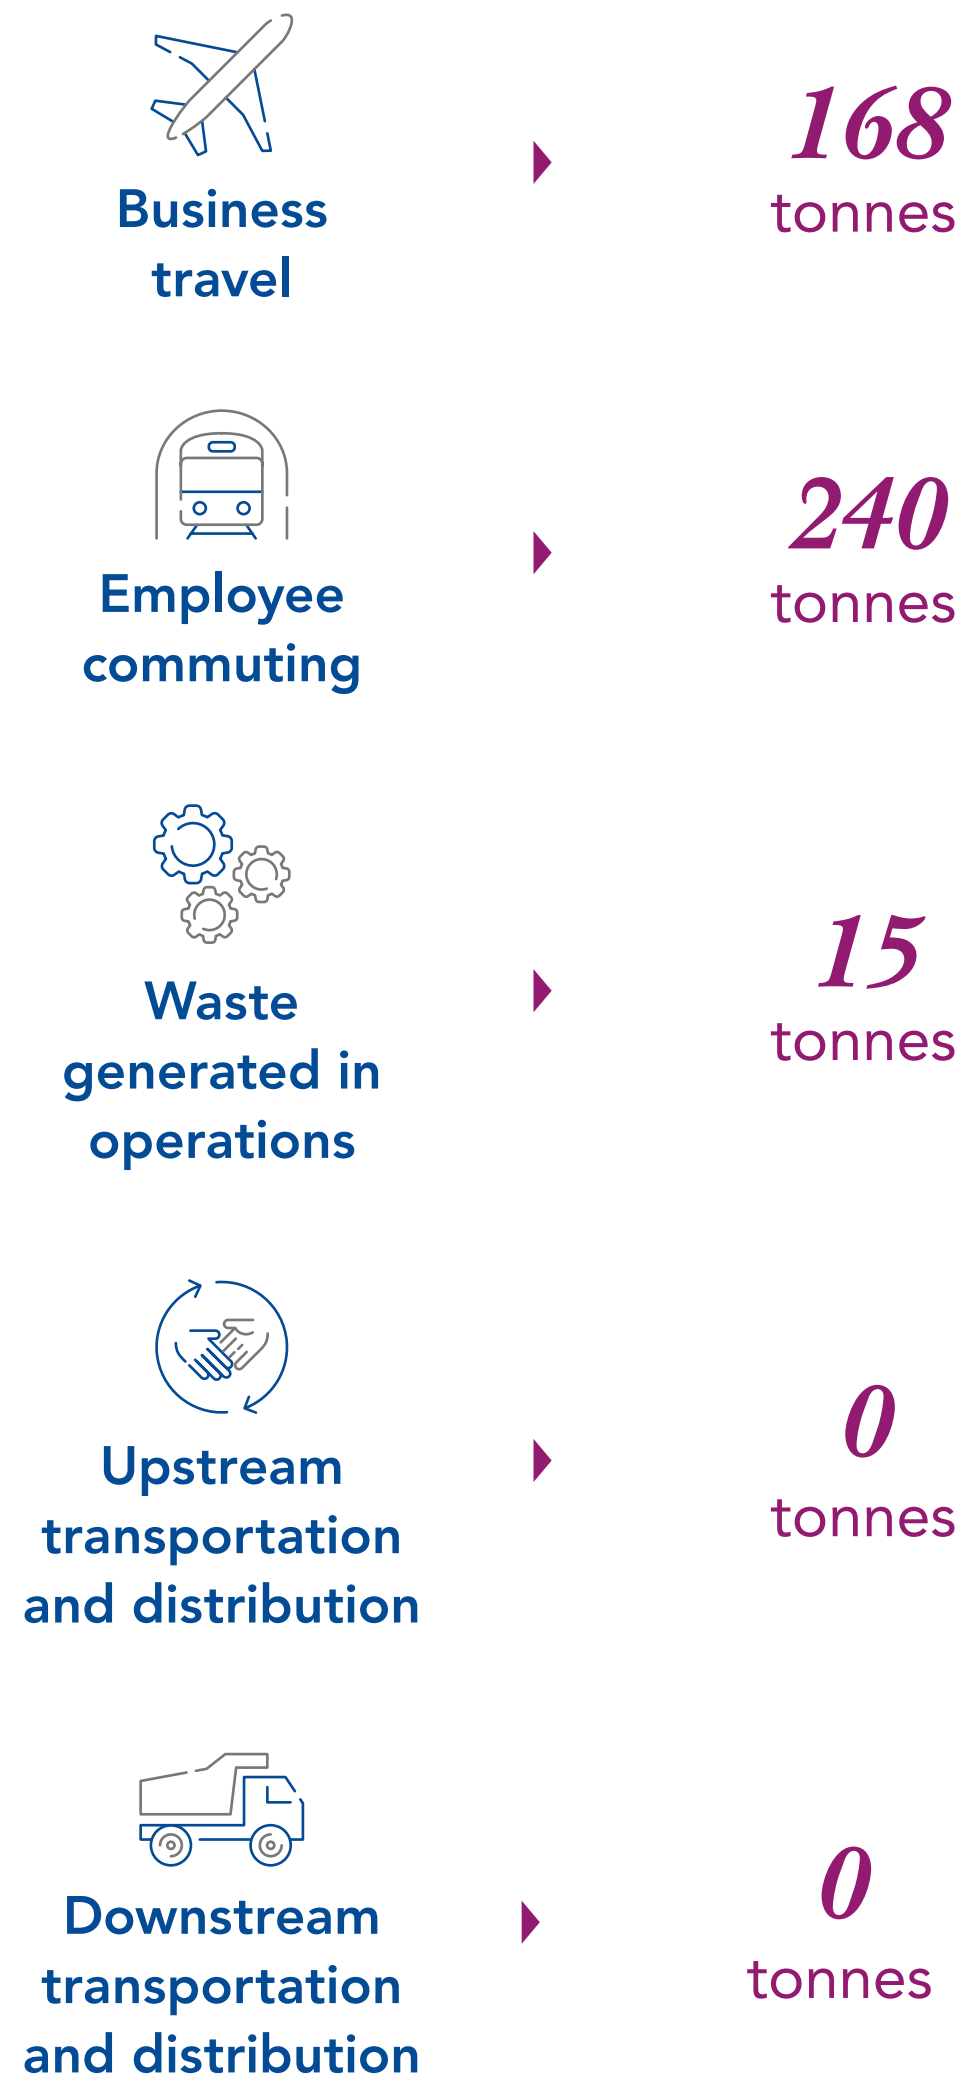 168
tonnes
Business
travel
240
tonnes
Employee
commuting
15
tonnes
Waste
generated in
operations
0
tonnes
Upstream
transportation
and distribution
0
tonnes
Downstream
transportation
and distribution